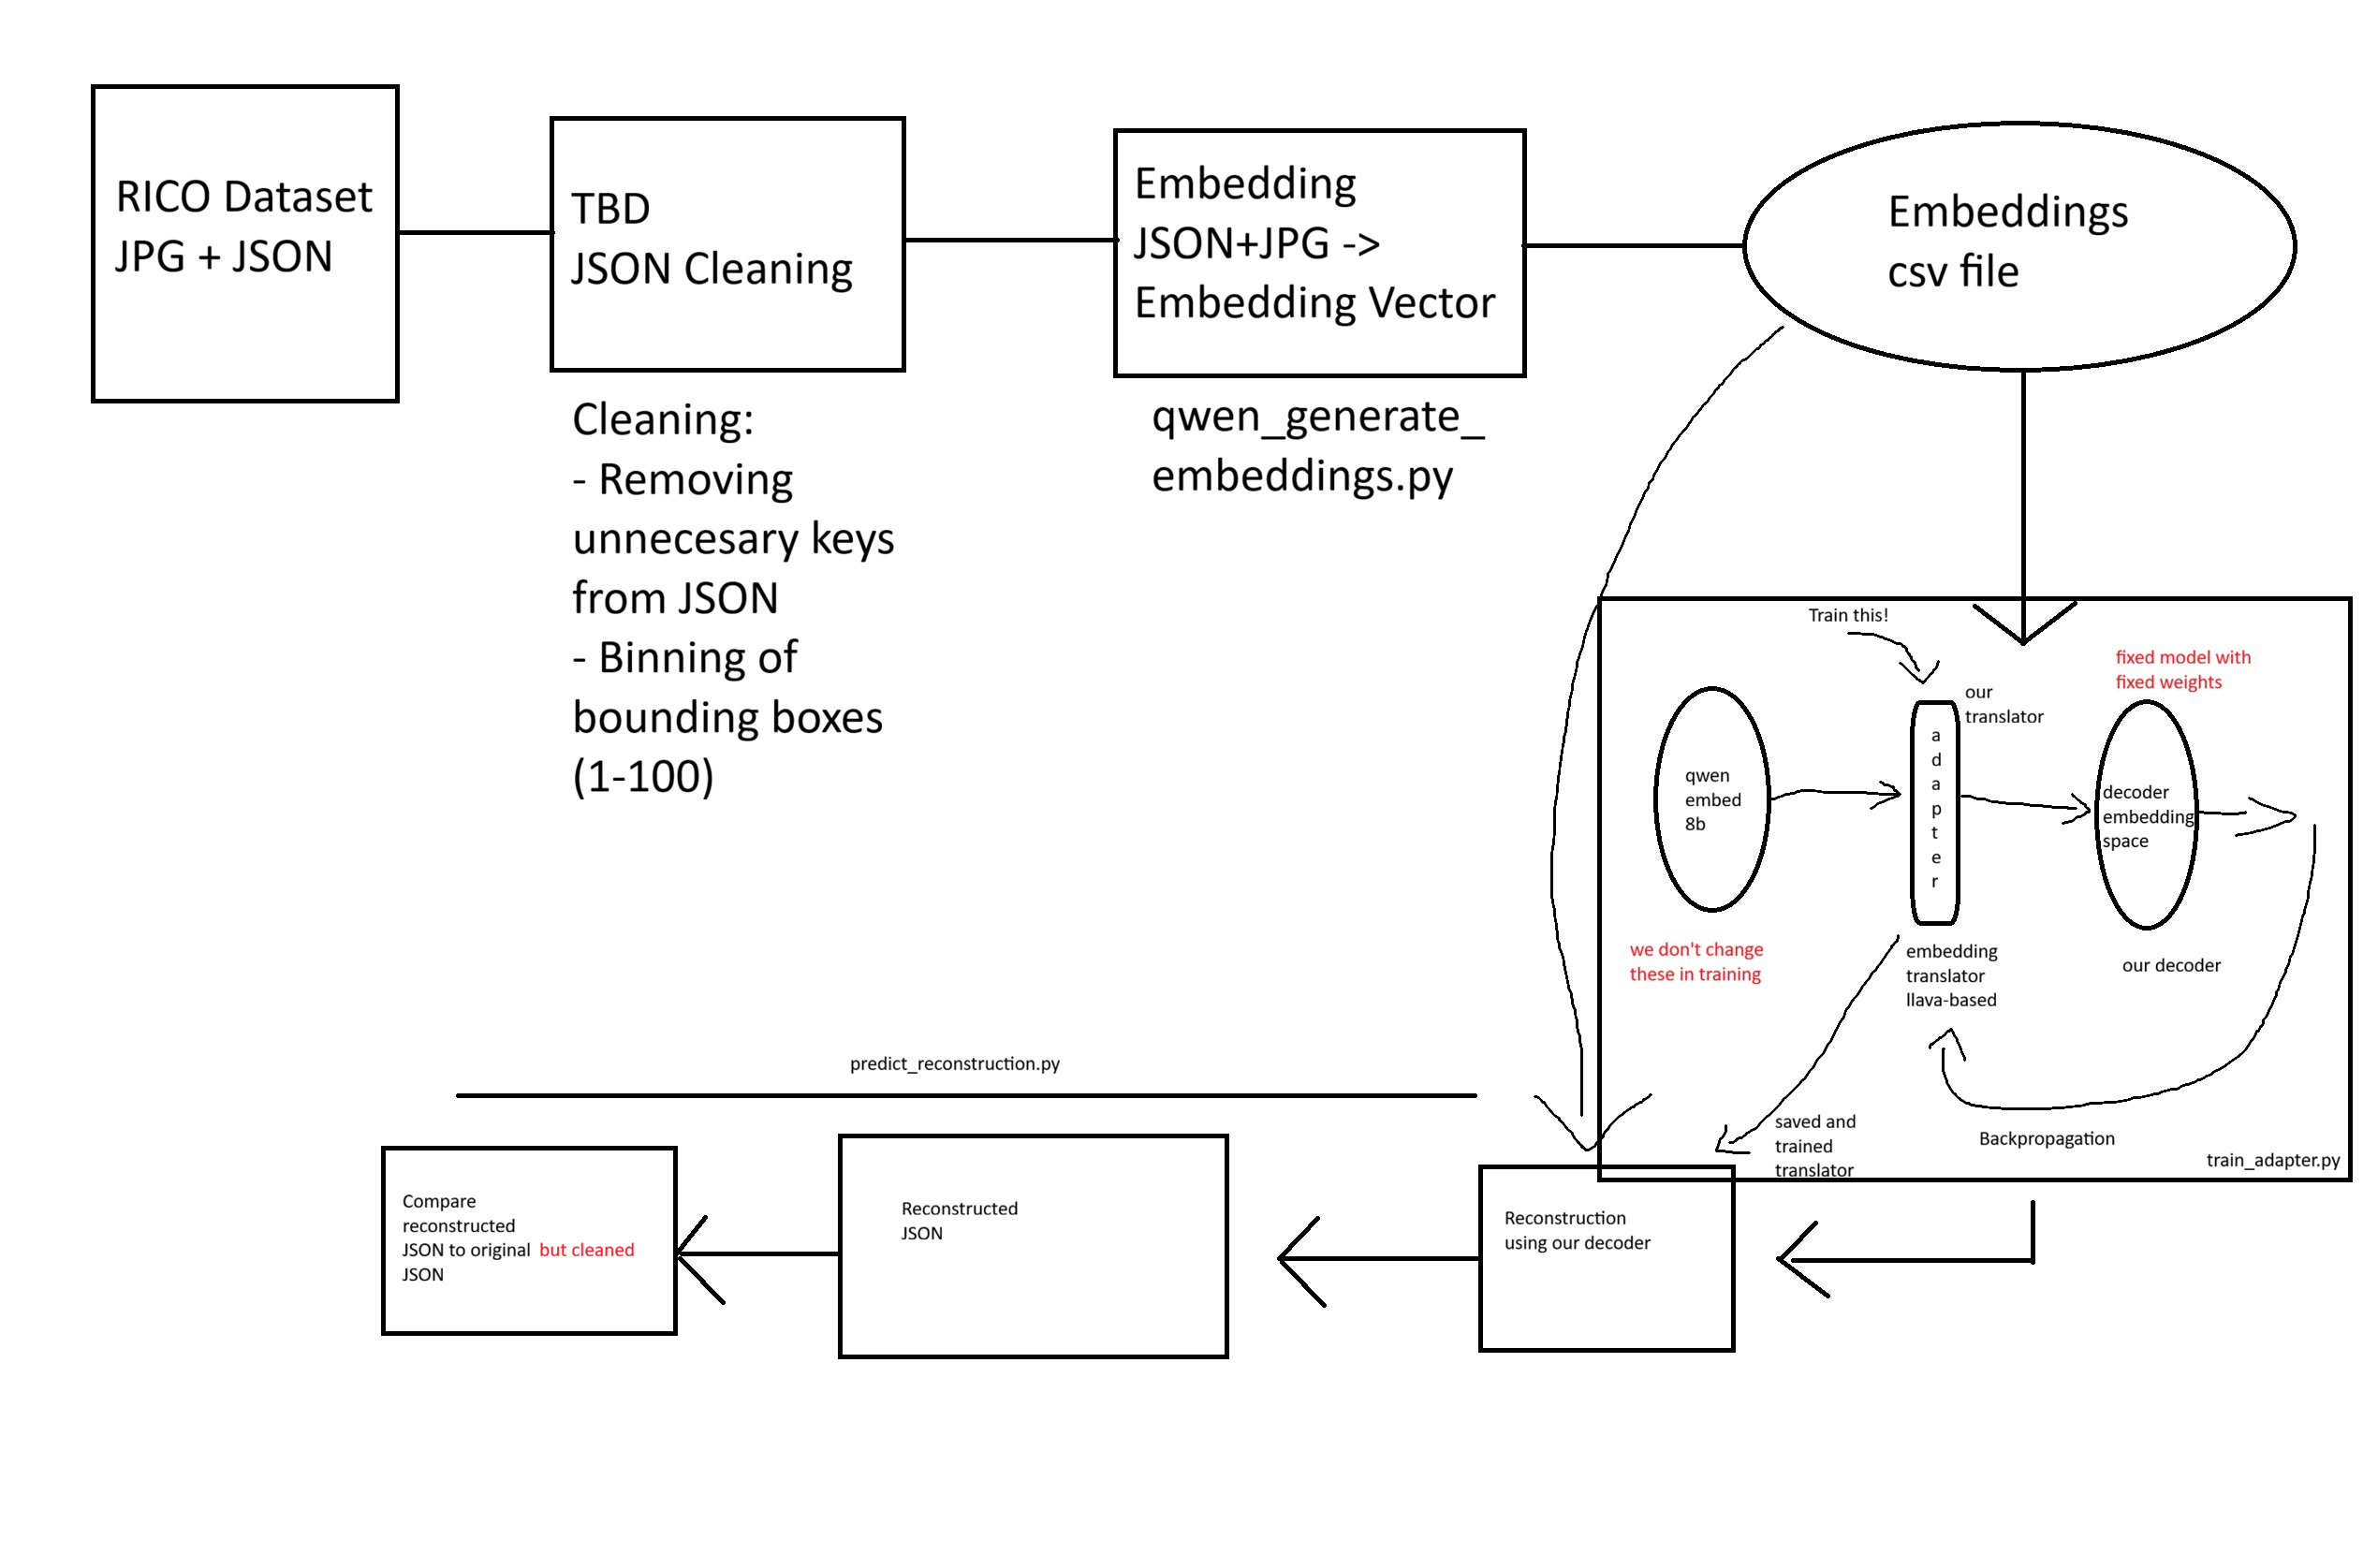 RICO Dataset
JPG + JSON
TBD
JSON Cleaning
Cleaning:
- Removing
unnecesary keys
from JSON
- Binning of
bounding boxes
(1-100)
Embedding
JSON+JPG ->
Embedding Vector
qwen_generate_
embeddings.py
Embeddings
csv file
Train this!
our
translator
fixed model with
fixed weights
qwen
embed
8b
a
d
a
p
t
e
r
decoder
embedding
space
we don't change
these in training
embedding
translator
llava-based
our decoder
saved and
trained
translator
Backpropagation
train_adapter.py
predict_reconstruction.py
Reconstruction
using our decoder
Reconstructed
JSON
Compare
reconstructed
JSON to original but cleaned
JSON